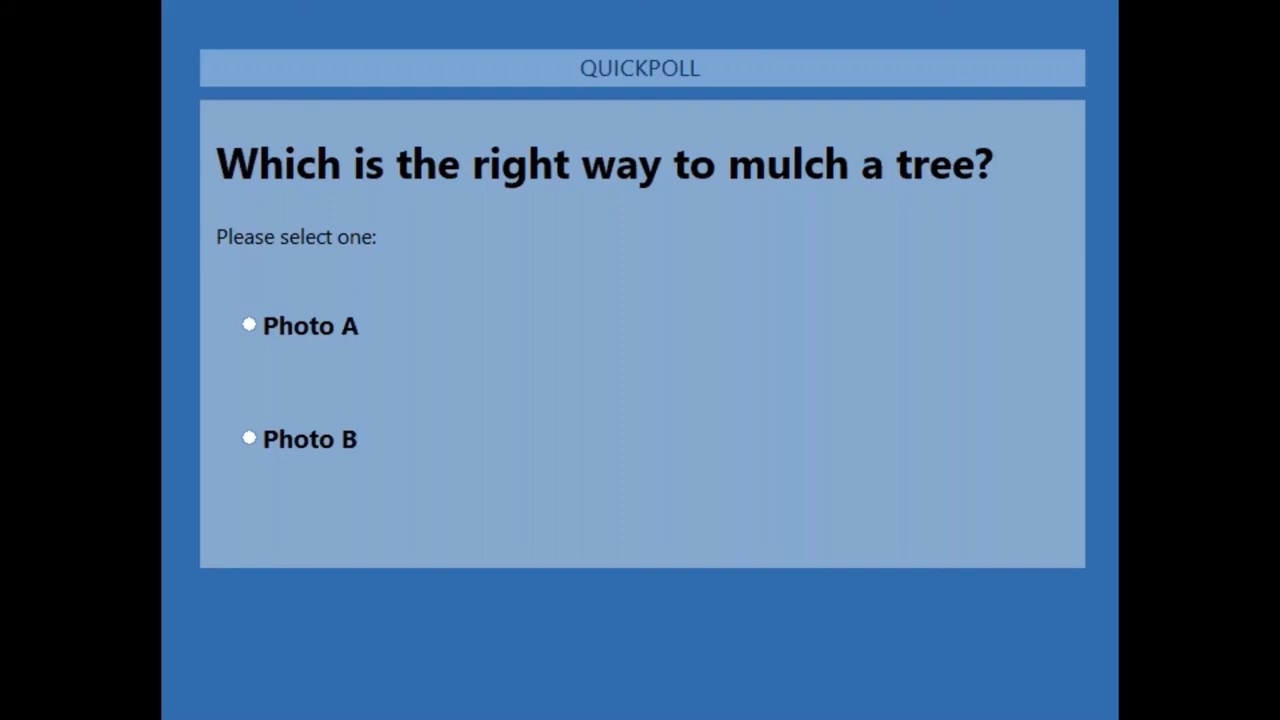 QUICKPOLL
Which is the right way to mulch a tree?
Please select one:
Photo A
Photo B